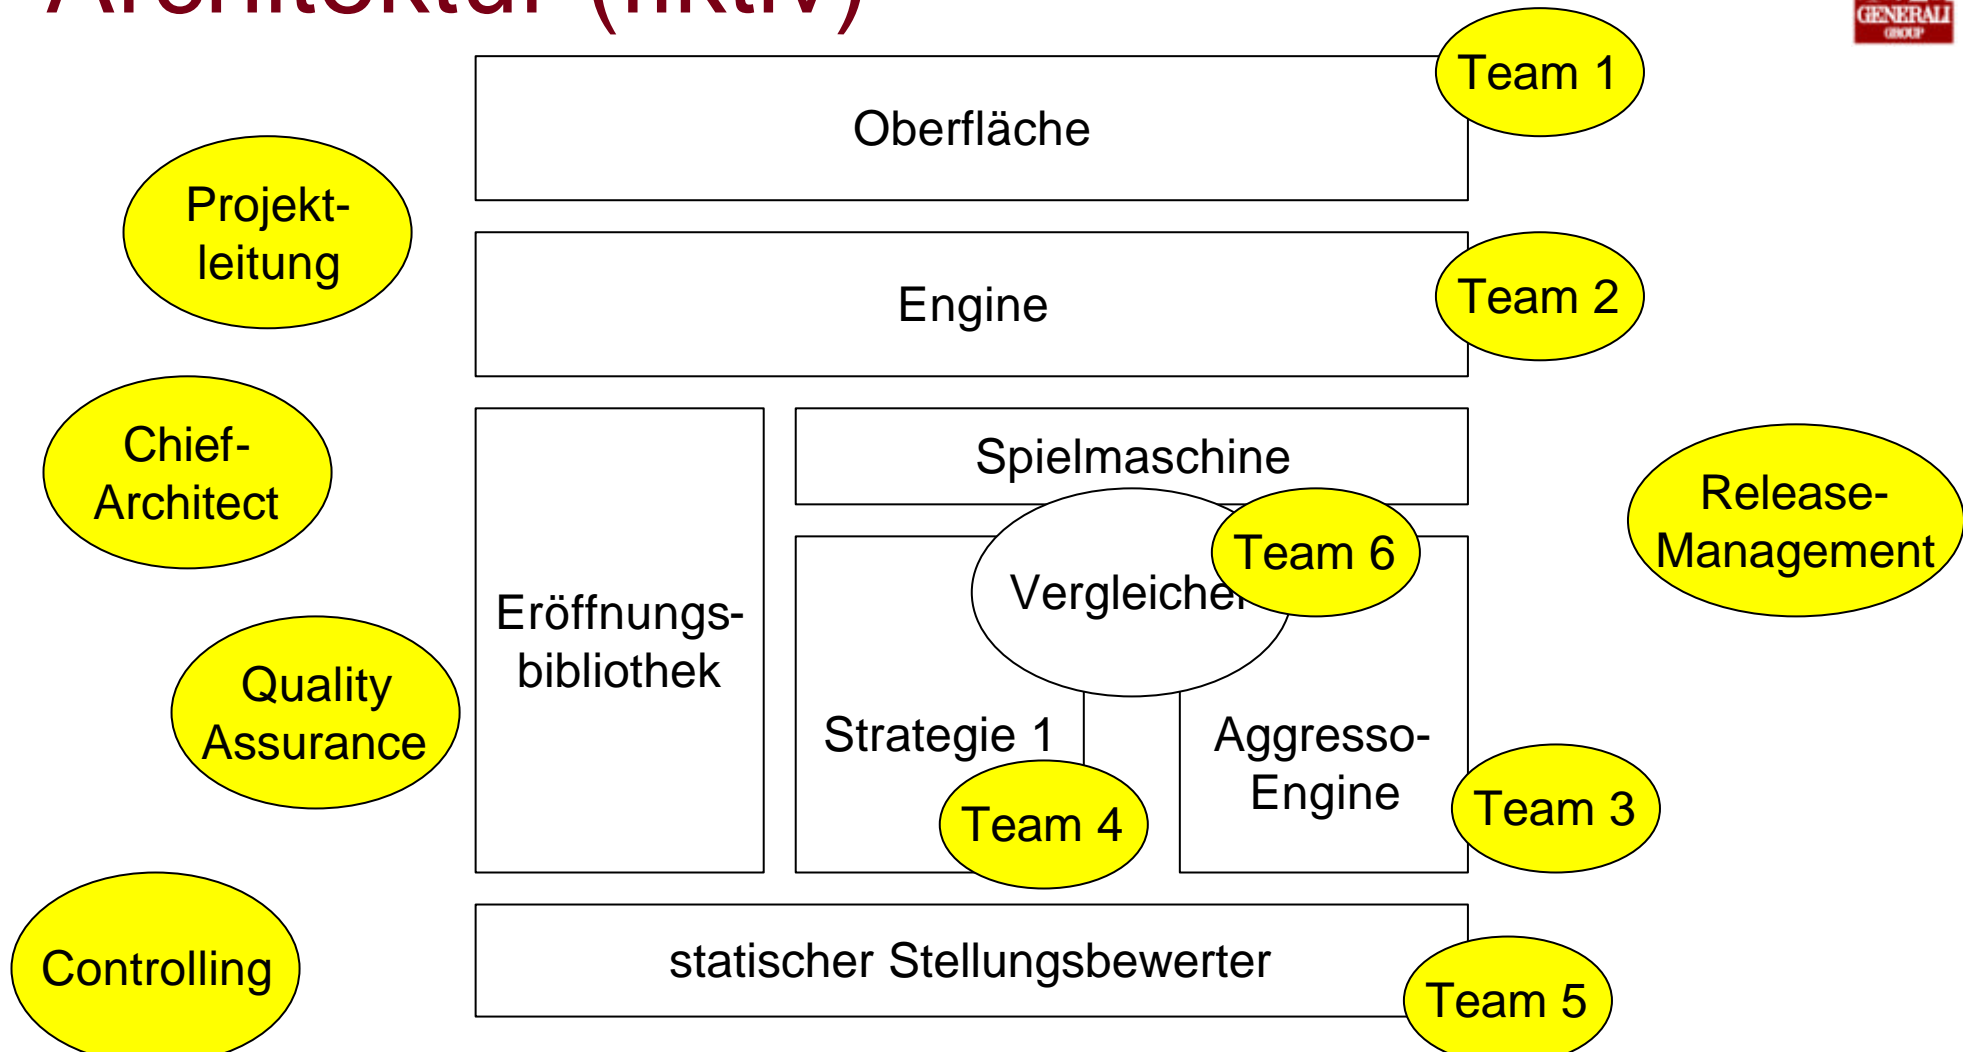 Architektur (fiktiv)
GENERALI
GROUP
Team 1
Oberfläche
Projekt-
leitung
Engine
Team 2
Chief-
Architect
Spielmaschine
Release-
Management
Team 6
Vergleiche
Eröffnungs-
bibliothek
Quality
Assurance
Strategie 1
Aggresso-
Engine
Team 4
Team 3
Controlling
statischer Stellungsbewerter
Team 5